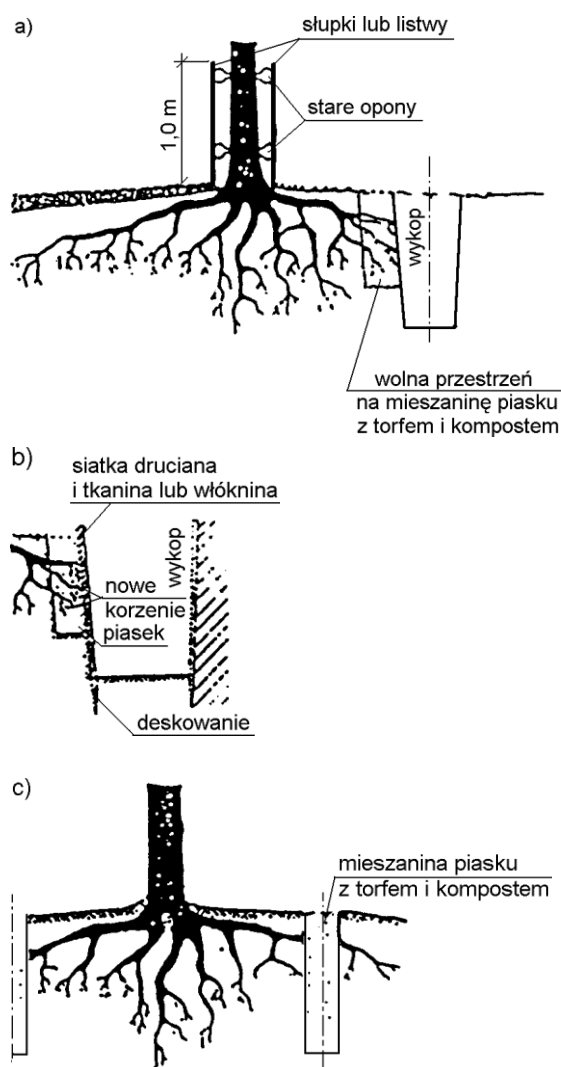 a)
słupki lub listwy
stare opony
1,0 m
wykop
wolna przestrzeń
na mieszaninę piasku
z torfem i kompostem
b)
siatka druciana
i tkanina lub włóknina
wykop
nowe
korzenie
piasek
deskowanie
c)
mieszanina piasku
z torfem i kompostem